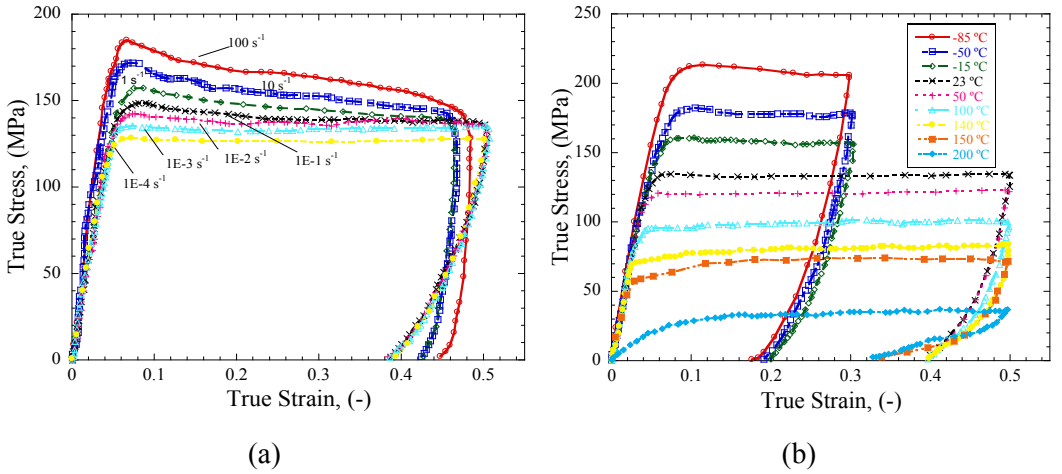 True Stress, (MPa)
200
150
100
50
0
100 s-1
10 s-1
1 s-1
1E-1 s-1
1E-2 s-1
1E-3 s-1
1E-4 s-1
0 0.1 0.2 0.3 0.4 0.5
True Strain, (-)
(a)
True Stress, (MPa)
250
200
150
100
50
0
-85 ºC
-50 ºC
-15 ºC
23 ºC
50 ºC
100 ºC
140 ºC
150 ºC
200 ºC
0 0.1 0.2 0.3 0.4 0.5
True Strain, (-)
(b)